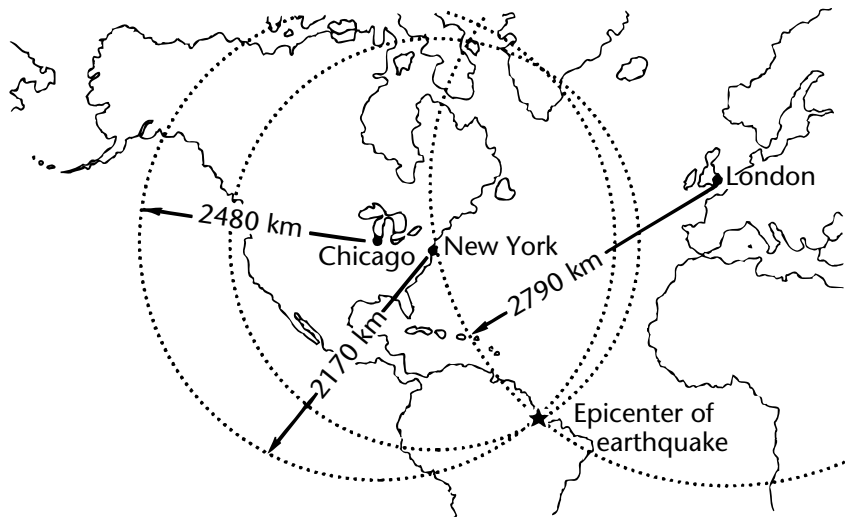 London
2480 km
Chicago
New York
2790 km
2170 km
Epicenter of
earthquake